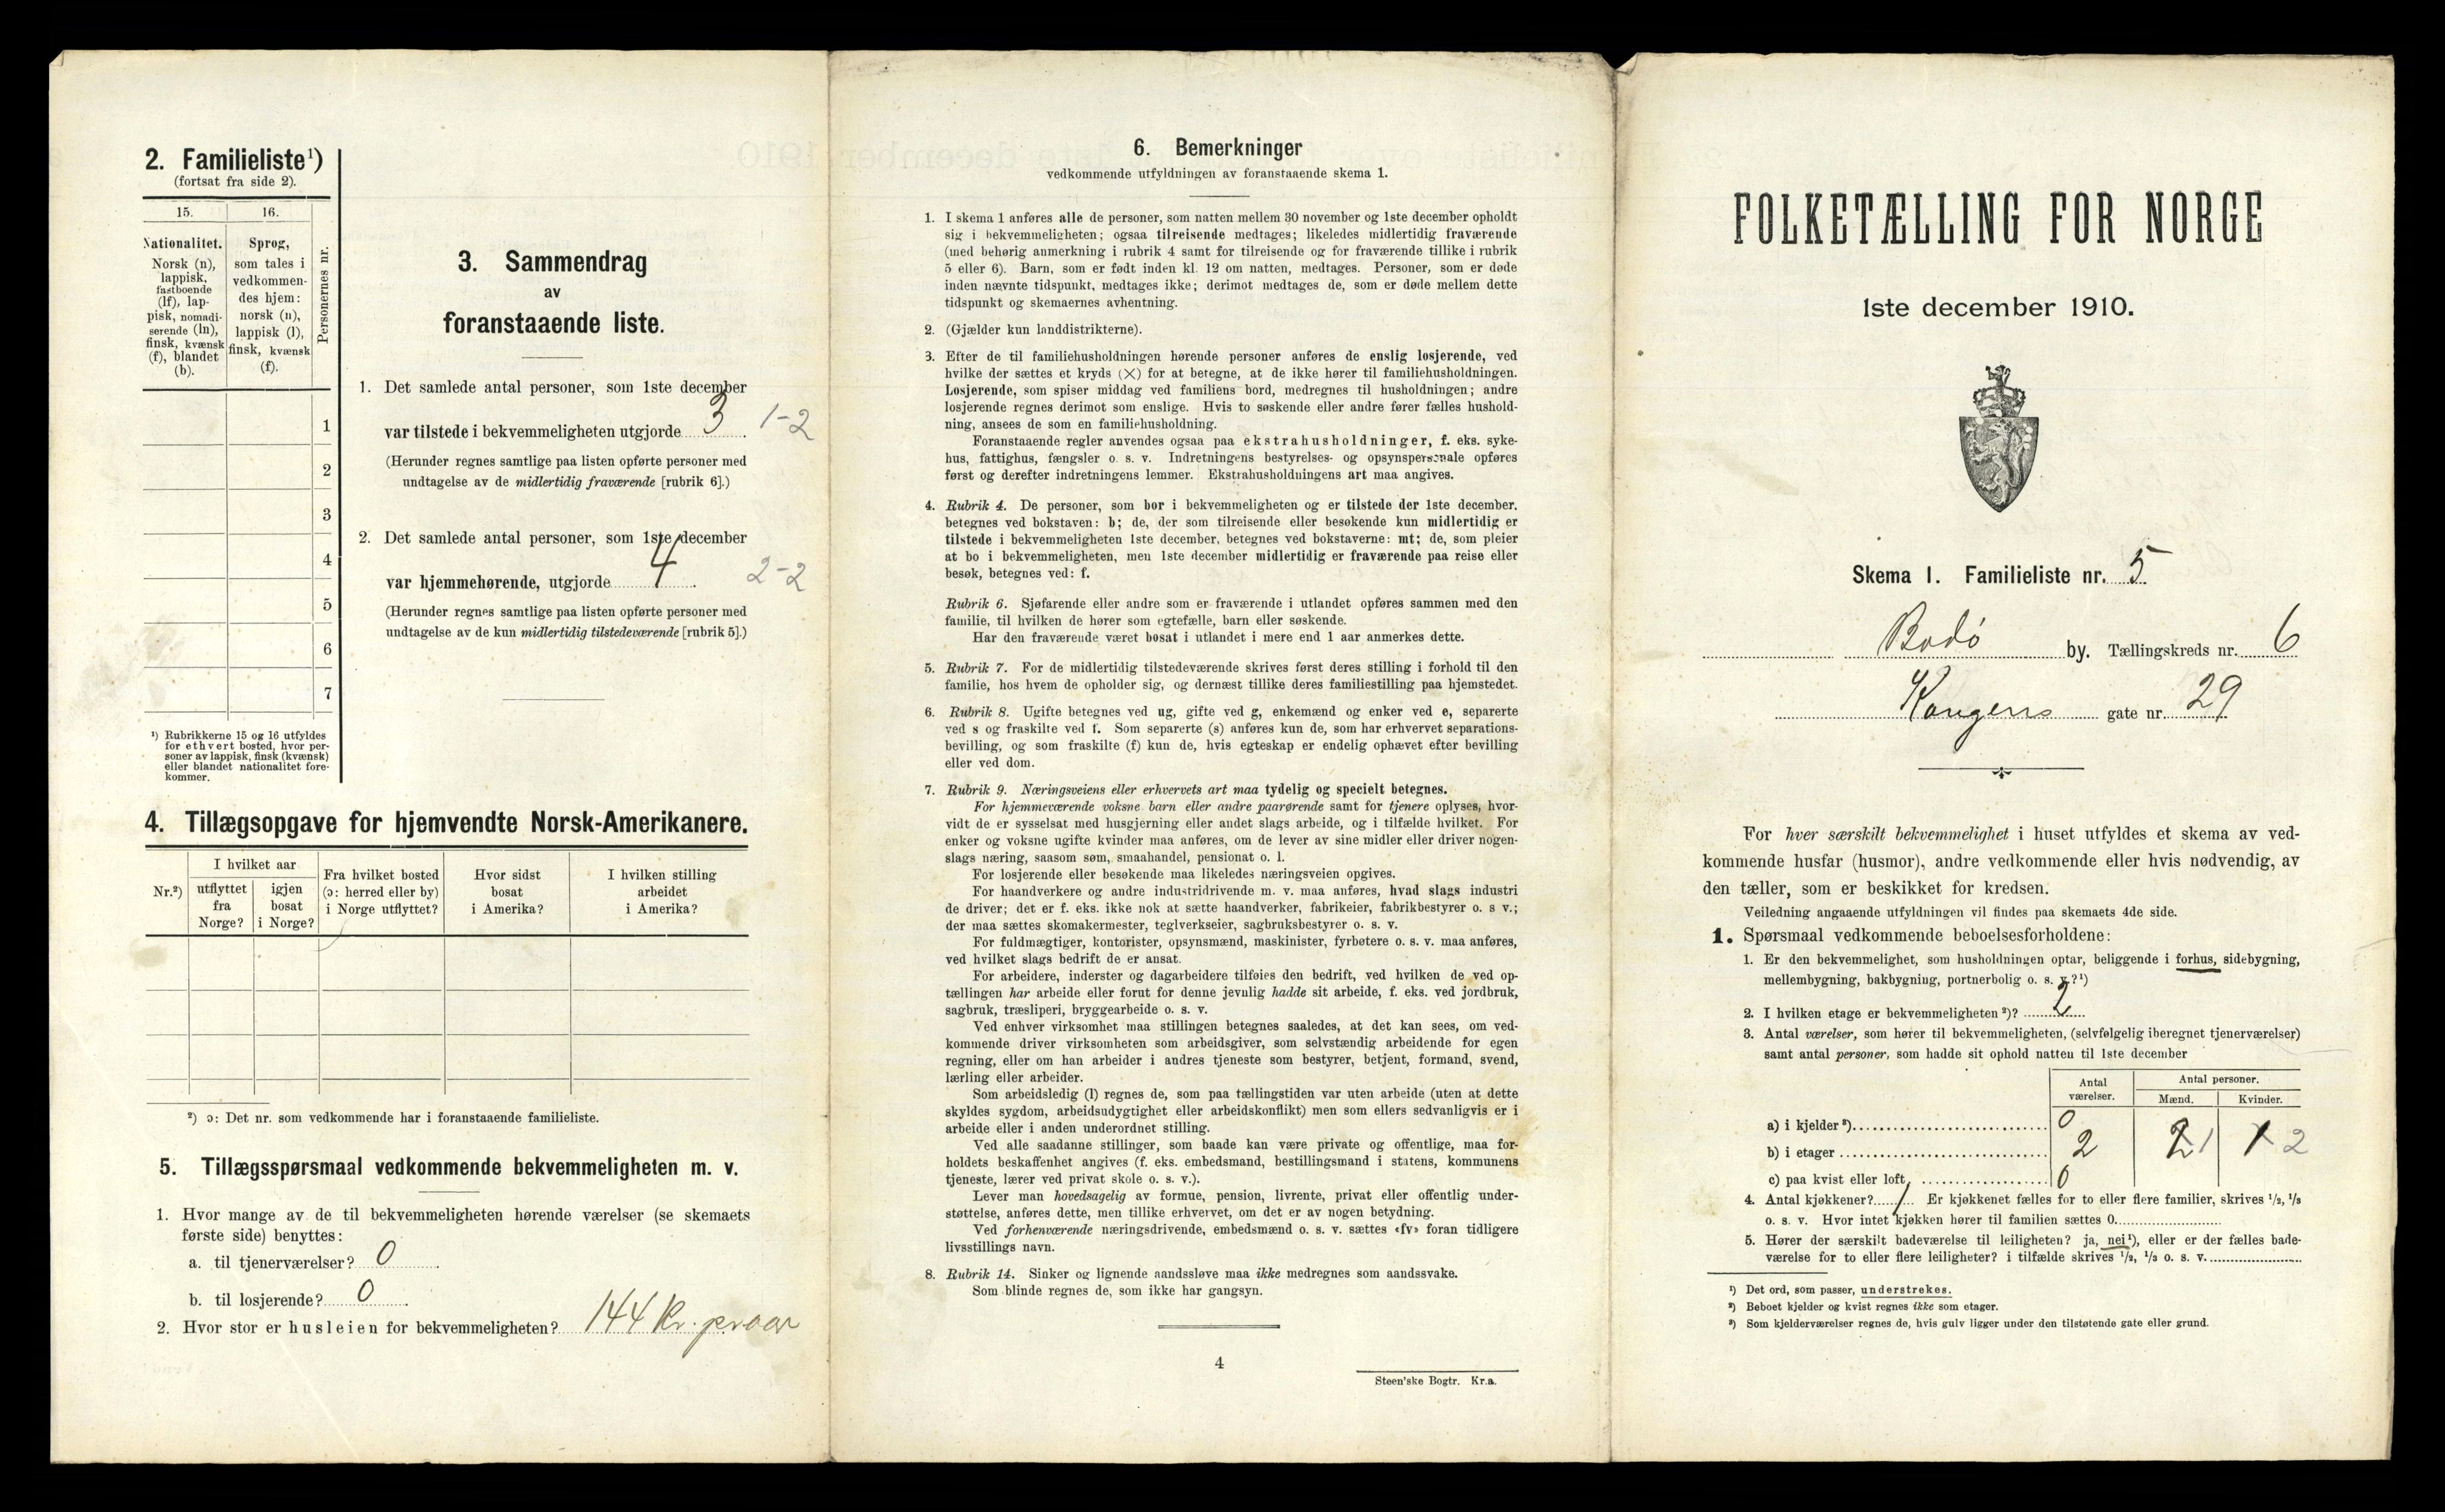 2. Familieliste¹)
(fortsat fra side 2).
15.
16.
Nationalitet.
Norsk (n),
lappisk,
fastboende
(lf), lap-
pisk, nomadi-
serende (ln),
finsk, kvænsk
(f), blandet
(b).
Sprog,
som tales i
vedkommen-
des hjem:
norsk (n),
lappisk (l),
finsk, kvænsk
(f).
Personernes nr.
1
2
3
4
5
6
7
¹) Rubrikkerne 15 og 16 utfyldes
for ethvert bosted, hvor per-
soner av lappisk, finsk (kvænsk)
eller blandet nationalitet fore-
kommer.
3. Sammendrag
av
foranstaaende liste.
1. Det samlede antal personer, som 1ste december
var tilstede i bekvemmeligheten utgjorde 3. 1-2
(Herunder regnes samtlige paa listen opførte personer med
undtagelse av de midlertidig fraværende [rubrik 6].)
2. Det samlede antal personer, som 1ste december
var hjemmehørende, utgjorde 4. 2-2
(Herunder regnes samtlige paa listen opførte personer med
undtagelse av de kun midlertidig tilstedeværende [rubrik 5].)
4. Tillægsopgave for hjemvendte Norsk-Amerikanere.
Nr.²)
I hvilket aar
utflyttet
fra
Norge?
igjen
bosat
i Norge?
Fra hvilket bosted
(ɔ: herred eller by)
i Norge utflyttet?
Hvor sidst
bosat
i Amerika?
I hvilken stilling
arbeidet
i Amerika?
²) ɔ: Det nr. som vedkommende har i foranstaaende familieliste.
5. Tillægsspørsmaal vedkommende bekvemmeligheten m. v.
1. Hvor mange av de til bekvemmeligheten hørende værelser (se skemaets
første side) benyttes:
a. til tjenerværelser? 0
b. til losjerende? 0
2. Hvor stor er husleien for bekvemmeligheten? 144 Kr. pr aar
6. Bemerkninger
vedkommende utfyldningen av foranstaaende skema 1.
1. I skema 1 anføres alle de personer, som natten mellem 30 november og 1ste december opholdt
sig i bekvemmeligheten; ogsaa tilreisende medtages; likeledes midlertidig fraværende
(med behørig anmerkning i rubrik 4 samt for tilreisende og for fraværende tillike i rubrik
5 eller 6). Barn, som er født inden kl. 12 om natten, medtages. Personer, som er døde
inden nævnte tidspunkt, medtages ikke; derimot medtages de, som er døde mellem dette
tidspunkt og skemaernes avhentning.
2. (Gjælder kun landdistrikterne).
3. Efter de til familiehusholdningen hørende personer anføres de enslig losjerende, ved
hvilke der sættes et kryds (×) for at betegne, at de ikke hører til familiehusholdningen.
Losjerende, som spiser middag ved familiens bord, medregnes til husholdningen; andre
losjerende regnes derimot som enslige. Hvis to søskende eller andre fører fælles hushold-
ning, ansees de som en familiehusholdning.
Foranstaaende regler anvendes ogsaa paa ekstrahusholdninger, f. eks. syke-
hus, fattighus, fængsler o. s. v. Indretningens bestyrelses- og opsynspersonale opføres
først og derefter indretningens lemmer. Ekstrahusholdningens art maa angives.
4. Rubrik 4. De personer, som bor i bekvemmeligheten og er tilstede der 1ste december,
betegnes ved bokstaven: b; de, der som tilreisende eller besøkende kun midlertidig er
tilstede i bekvemmeligheten 1ste december, betegnes ved bokstaverne: mt; de, som pleier
at bo i bekvemmeligheten, men 1ste december midlertidig er fraværende paa reise eller
besøk, betegnes ved: f.
Rubrik 6. Sjøfarende eller andre som er fraværende i utlandet opføres sammen med den
familie, til hvilken de hører som egtefælle, barn eller søskende.
Har den fraværende været bosat i utlandet i mere end 1 aar anmerkes dette.
5. Rubrik 7. For de midlertidig tilstedeværende skrives først deres stilling i forhold til den
familie, hos hvem de opholder sig, og dernæst tillike deres familiestilling paa hjemstedet.
6. Rubrik 8. Ugifte betegnes ved ug, gifte ved g, enkemænd og enker ved e, separerte
ved s og fraskilte ved f. Som separerte (s) anføres kun de, som har erhvervet separations-
bevilling, og som fraskilte (f) kun de, hvis egteskap er endelig ophævet efter bevilling
eller ved dom.
7. Rubrik 9. Næringsveiens eller erhvervets art maa tydelig og specielt betegnes.
For hjemmeværende voksne barn eller andre paarørende samt for tjenere oplyses, hvor-
vidt de er sysselsat med husgjerning eller andet slags arbeide, og i tilfælde hvilket. For
enker og voksne ugifte kvinder maa anføres, om de lever av sine midler eller driver nogen-
slags næring, saasom søm, smaahandel, pensionat o. l.
For losjerende eller besøkende maa likeledes næringsveien opgives.
For haandverkere og andre industridrivende m. v. maa anføres, hvad slags industri
de driver; det er f. eks. ikke nok at sætte haandverker, fabrikeier, fabrikbestyrer o. s v.;
der maa sættes skomakermester, teglverkseier, sagbruksbestyrer o. s. v.
For fuldmægtiger, kontorister, opsynsmænd, maskinister, fyrbøtere o. s. v. maa anføres,
ved hvilket slags bedrift de er ansat.
For arbeidere, inderster og dagarbeidere tilføies den bedrift, ved hvilken de ved op-
tællingen har arbeide eller forut for denne jevnlig hadde sit arbeide, f. eks. ved jordbruk,
sagbruk, træsliperi, bryggearbeide o. s. v.
Ved enhver virksomhet maa stillingen betegnes saaledes, at det kan sees, om ved-
kommende driver virksomheten som arbeidsgiver, som selvstændig arbeidende for egen
regning, eller om han arbeider i andres tjeneste som bestyrer, betjent, formand, svend,
lærling eller arbeider.
Som arbeidsledig (l) regnes de, som paa tællingstiden var uten arbeide (uten at dette
skyldes sygdom, arbeidsudygtighet eller arbeidskonflikt) men som ellers sedvanligvis er i
arbeide eller i anden underordnet stilling.
Ved alle saadanne stillinger, som baade kan være private og offentlige, maa for-
holdets beskaffenhet angives (f. eks. embedsmand, bestillingsmand i statens, kommunens
tjeneste, lærer ved privat skole o. s. v.).
Lever man hovedsagelig av formue, pension, livrente, privat eller offentlig under-
støttelse, anføres dette, men tillike erhvervet, om det er av nogen betydning.
Ved forhenværende næringsdrivende, embedsmænd o. s. v. sættes «fv» foran tidligere
livsstillings navn.
8. Rubrik 14. Sinker og lignende aandssløve maa ikke medregnes som aandssvake.
Som blinde regnes de, som ikke har gangsyn.
4
Steen'ske Bogtr. Kr.a.
FOLKETÆLLING FOR NORGE
1ste december 1910.
Skema 1. Familieliste nr. 5
Bodö by. Tællingskreds nr. 6
Kongens gate nr. 29
For hver særskilt bekvemmelighet i huset utfyldes et skema av ved-
kommende husfar (husmor), andre vedkommende eller hvis nødvendig, av
den tæller, som er beskikket for kredsen.
Veiledning angaaende utfyldningen vil findes paa skemaets 4de side.
1. Spørsmaal vedkommende beboelsesforholdene:
1. Er den bekvemmelighet, som husholdningen optar, beliggende i forhus, sidebygning,
mellembygning, bakbygning, portnerbolig o. s. v.?¹)
2. I hvilken etage er bekvemmeligheten²)? 2
3. Antal værelser, som hører til bekvemmeligheten, (selvfølgelig iberegnet tjenerværelser)
samt antal personer, som hadde sit ophold natten til 1ste december
Antal
værelser.
Antal personer.
Mænd.
Kvinder.
a) i kjelder³) 0
b) i etager 2 2 1 1 2
c) paa kvist eller loft 0
4. Antal kjøkkener? 1 Er kjøkkenet fælles for to eller flere familier, skrives ¹/₂, ¹/₃
o. s. v. Hvor intet kjøkken hører til familien sættes 0
5. Hører der særskilt badeværelse til leiligheten? ja, nei¹), eller er der fælles bade-
værelse for to eller flere leiligheter? i tilfælde skrives ¹/₂, ¹/₃ o. s. v.
¹) Det ord, som passer, understrekes.
²) Beboet kjelder og kvist regnes ikke som etager.
³) Som kjelderværelser regnes de, hvis gulv ligger under den tilstøtende gate eller grund.